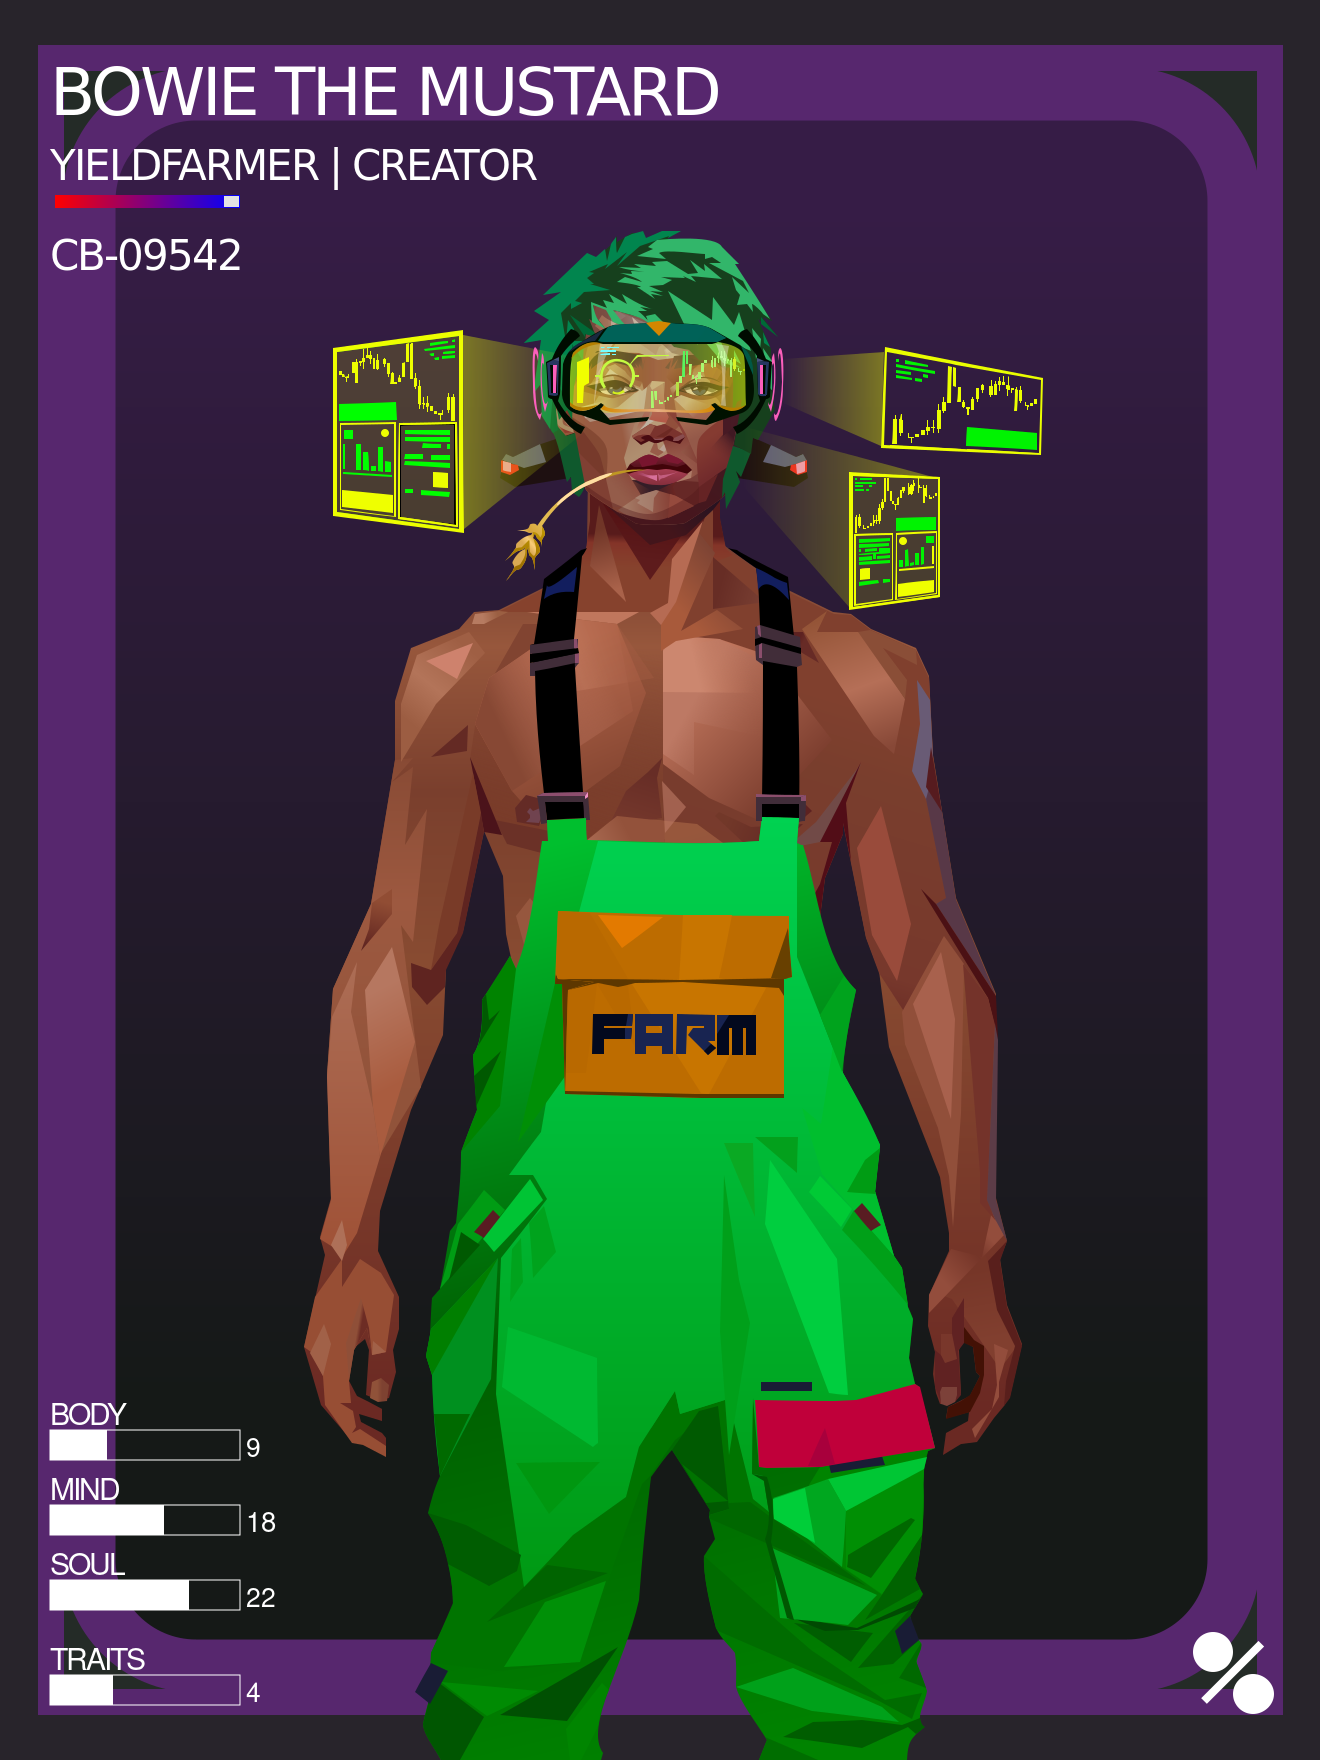 BOWIE THE MUSTARD
YIELDFARMER | CREATOR
CB-09542
FARM
BODY
9
MIND
18
SOUL
22
TRAITS
4